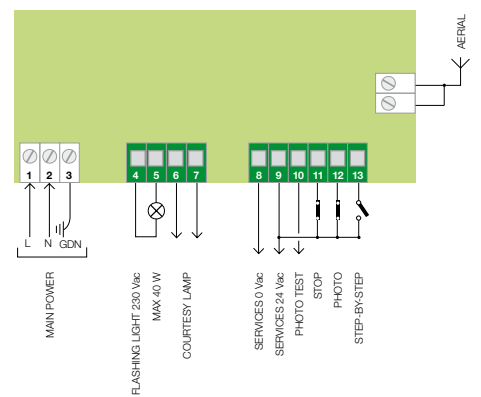 AERIAL
1 2 3
4 5 6 7
8 9 10 11 12 13
L N GDN
MAIN POWER
FLASHING LIGHT 230 Vac
MAX 40 W
COURTESY LAMP
SERVICES 0 Vac
SERVICES 24 Vac
PHOTO TEST
STOP
PHOTO
STEP-BY-STEP